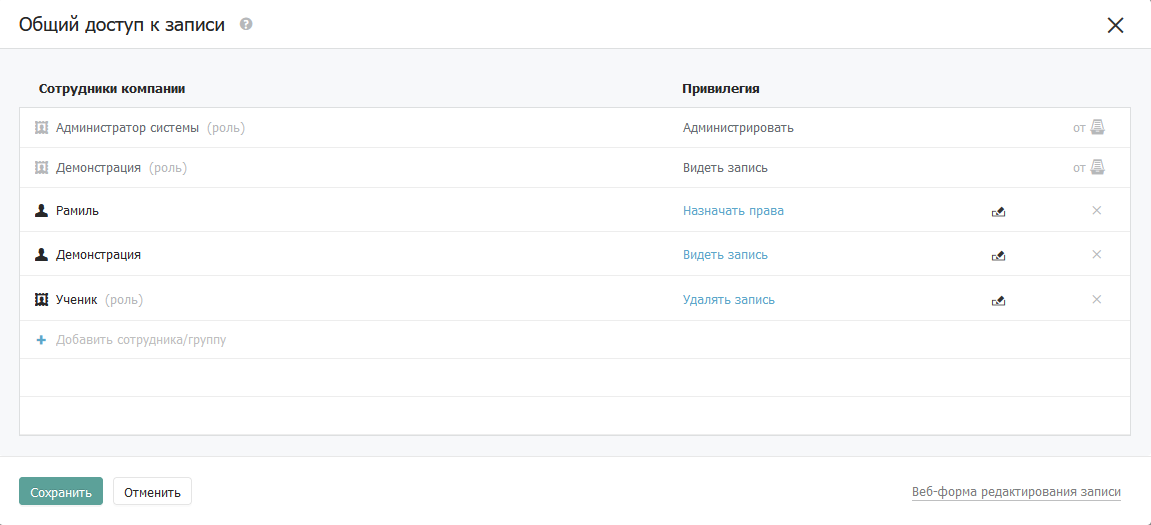 Общий доступ к записи ?
Сотрудники компании Привилегия
Администратор системы (роль) Администрировать от
Демонстрация (роль) Видеть запись от
Рамиль Назначать права
Демонстрация Видеть запись
Ученик (роль) Удалять запись
+ Добавить сотрудника/группу
Сохранить Отменить Веб-форма редактирования записи